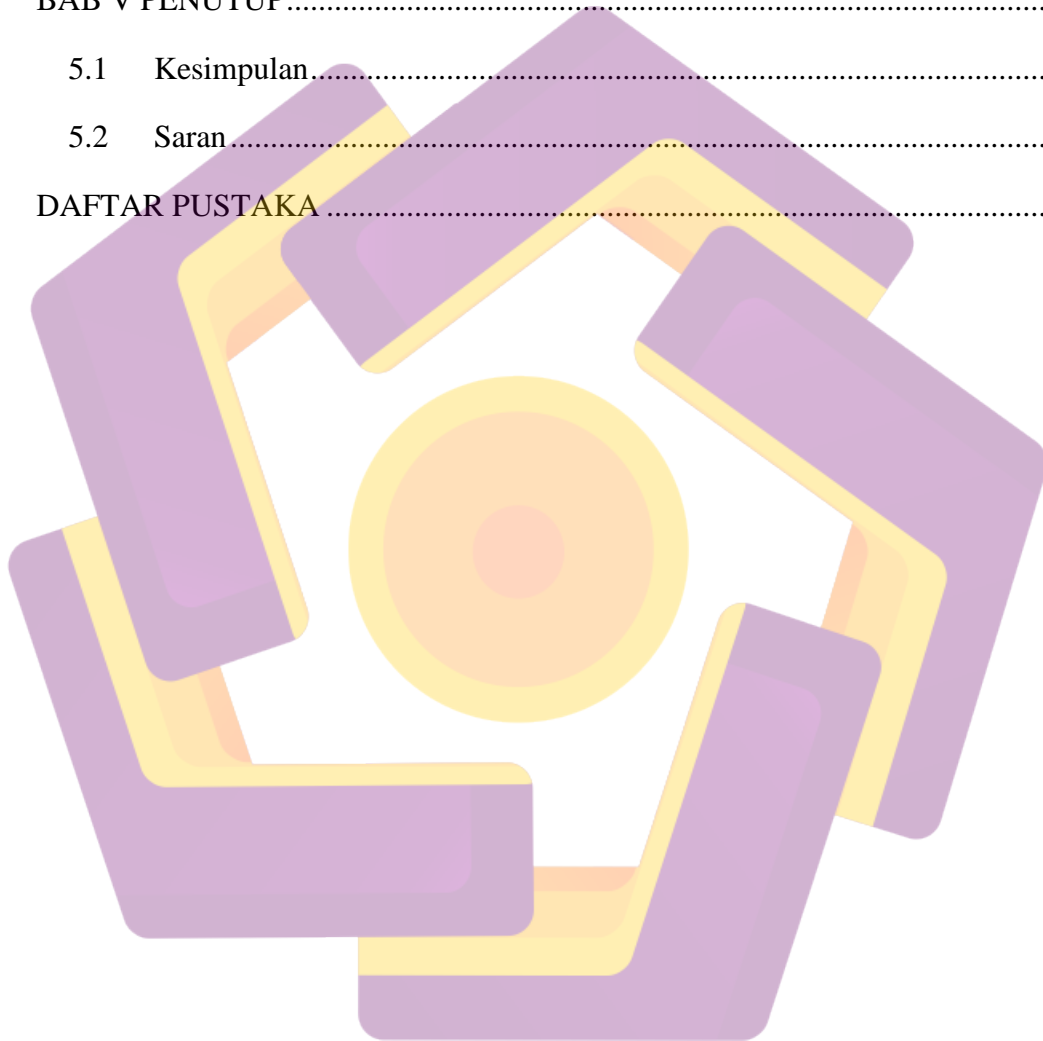 BAB V PENUTUP........................................................................................
5.1 Kesimpulan........................................................................................
5.2 Saran........................................................................................
DAFTAR PUSTAKA........................................................................................